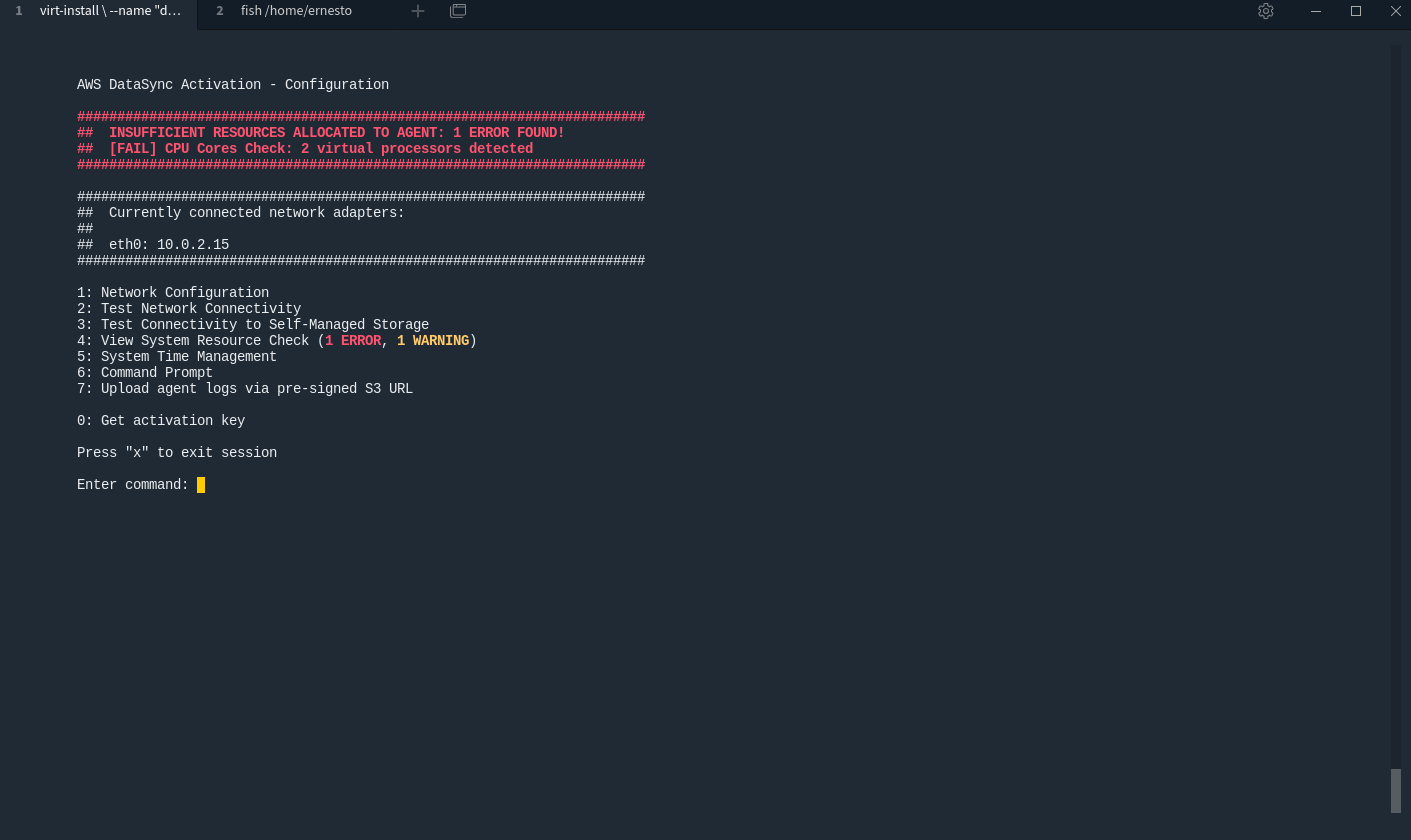 1 virt-install \ --name "d... 2 fish /home/ernesto
AWS DataSync Activation - Configuration
#######################################################################
## INSUFFICIENT RESOURCES ALLOCATED TO AGENT: 1 ERROR FOUND!
## [FAIL] CPU Cores Check: 2 virtual processors detected
#######################################################################
#######################################################################
## Currently connected network adapters:
##
## eth0: 10.0.2.15
#######################################################################
1: Network Configuration
2: Test Network Connectivity
3: Test Connectivity to Self-Managed Storage
4: View System Resource Check (1 ERROR, 1 WARNING)
5: System Time Management
6: Command Prompt
7: Upload agent logs via pre-signed S3 URL
0: Get activation key
Press "x" to exit session
Enter command: